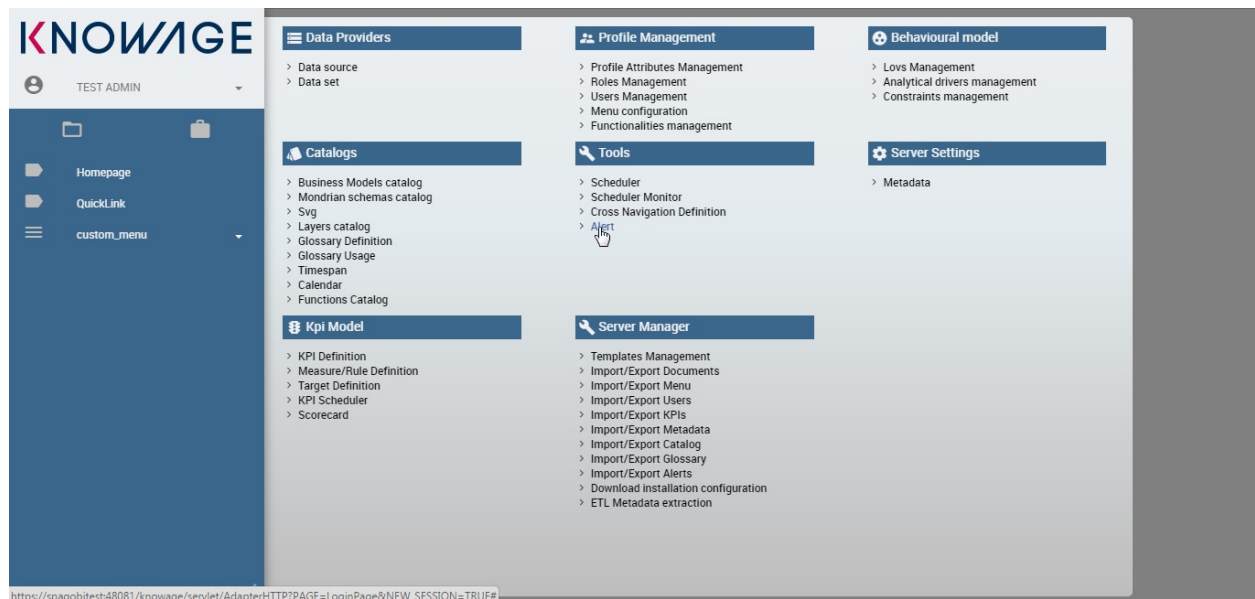 KNOWAGE
TEST ADMIN
Homepage
QuickLink
custom_menu
Data Providers
> Data source
> Data set
Profile Management
> Profile Attributes Management
> Roles Management
> Users Management
> Menu configuration
> Functionalities management
Behavioural model
> Lovs Management
> Analytical drivers management
> Constraints management
Catalogs
> Business Models catalog
> Mondrian schemas catalog
> Svg
> Layers catalog
> Glossary Definition
> Glossary Usage
> Timespan
> Calendar
> Functions Catalog
Tools
> Scheduler
> Scheduler Monitor
> Cross Navigation Definition
> Alert
Server Settings
> Metadata
Kpi Model
> KPI Definition
> Measure/Rule Definition
> Target Definition
> KPI Scheduler
> Scorecard
Server Manager
> Templates Management
> Import/Export Documents
> Import/Export Menu
> Import/Export Users
> Import/Export KPIs
> Import/Export Metadata
> Import/Export Catalog
> Import/Export Glossary
> Import/Export Alerts
> Download installation configuration
> ETL Metadata extraction
https://spagobitest:48081/knowage/servlet/AdapterHTTP?PAGE=LoginPage&NEW_SESSION=TRUE#